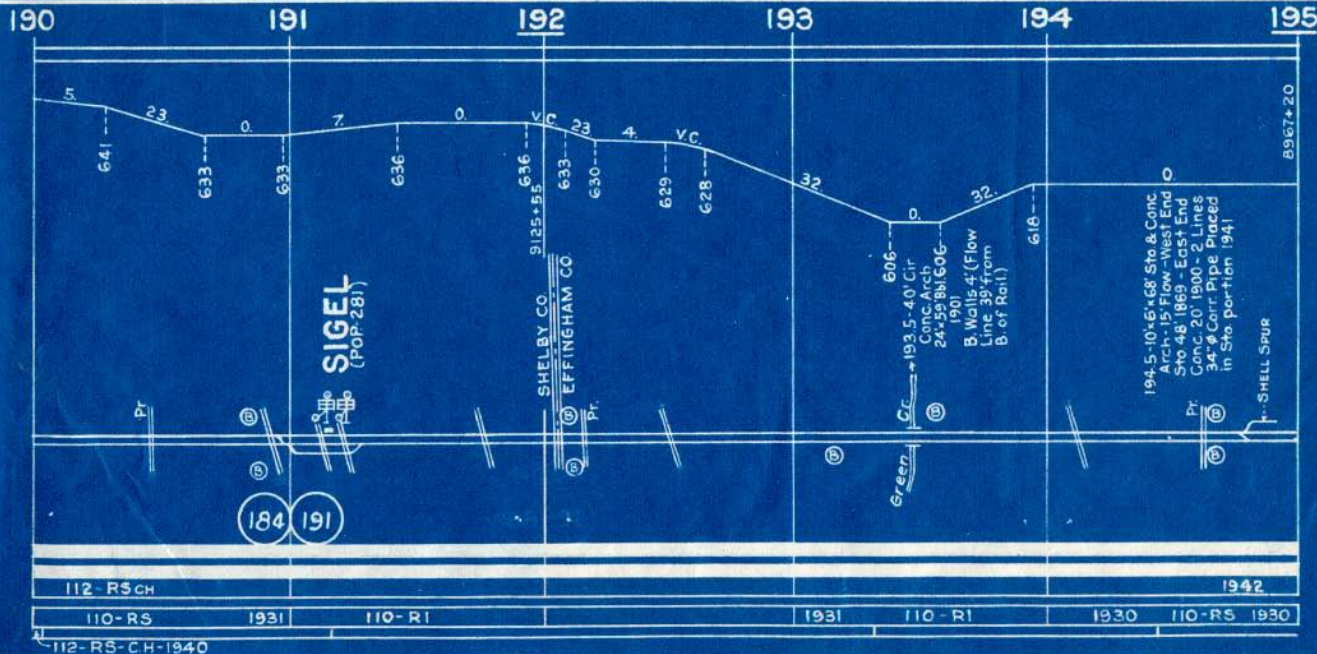 190 191 192 193 194 195
5. 23 0. 7. 0. V.C. 23 4. V.C. 32 0. 32. 0.
641
633
633
636
636
633
630
629
628
606
606
618
9125+55
8967+20
SIGEL
(POP. 281)
SHELBY CO.
EFFINGHAM CO.
193.5-40' Cir
Conc. Arch
24'x59' Bbl.
1901
B. Walls 4' (Flow
Line 39' from
B. of Rail.)
194.5-10'x6'x68' Sto & Conc
Arch-15' Flow-West End
Sto 48' 1869-East End
Conc. 20' 1900-2 Lines
34"ø Corr. Pipe Placed
in Sto. portion 1941
SHELL SPUR
Pr. B B B Pr. B Cr. B Pr. B
B B B B
Green
184 191
112-RS CH 1942
110-RS 1931 110-RI 1931 110-RI 1930 110-RS 1930
112-RS-C.H-1940